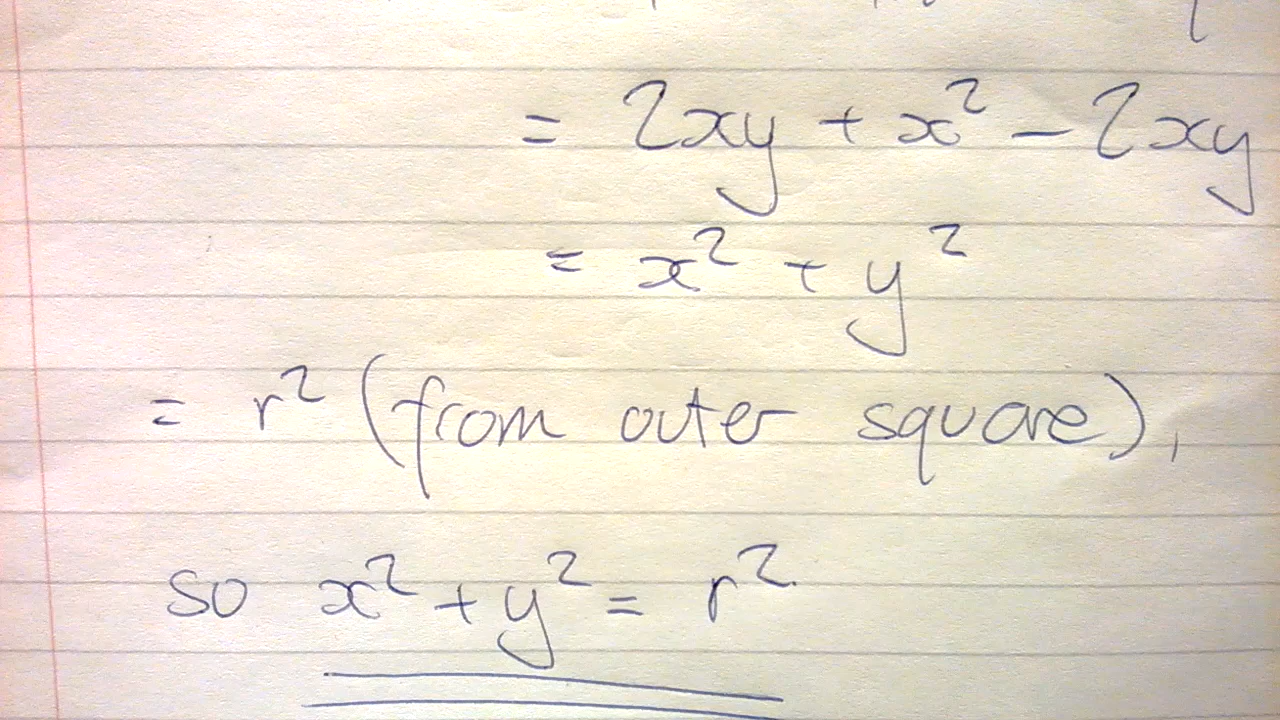 = 2xy + x² - 2xy
= x² + y²
= r² (from outer square),
so x² + y² = r²